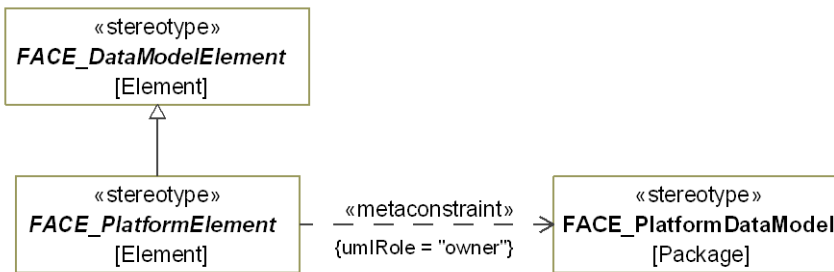 «stereotype»
FACE_DataModelElement
[Element]
«stereotype»
FACE_PlatformElement
[Element]
«metaconstraint»
{umlRole = "owner"}
«stereotype»
FACE_PlatformDataModel
[Package]